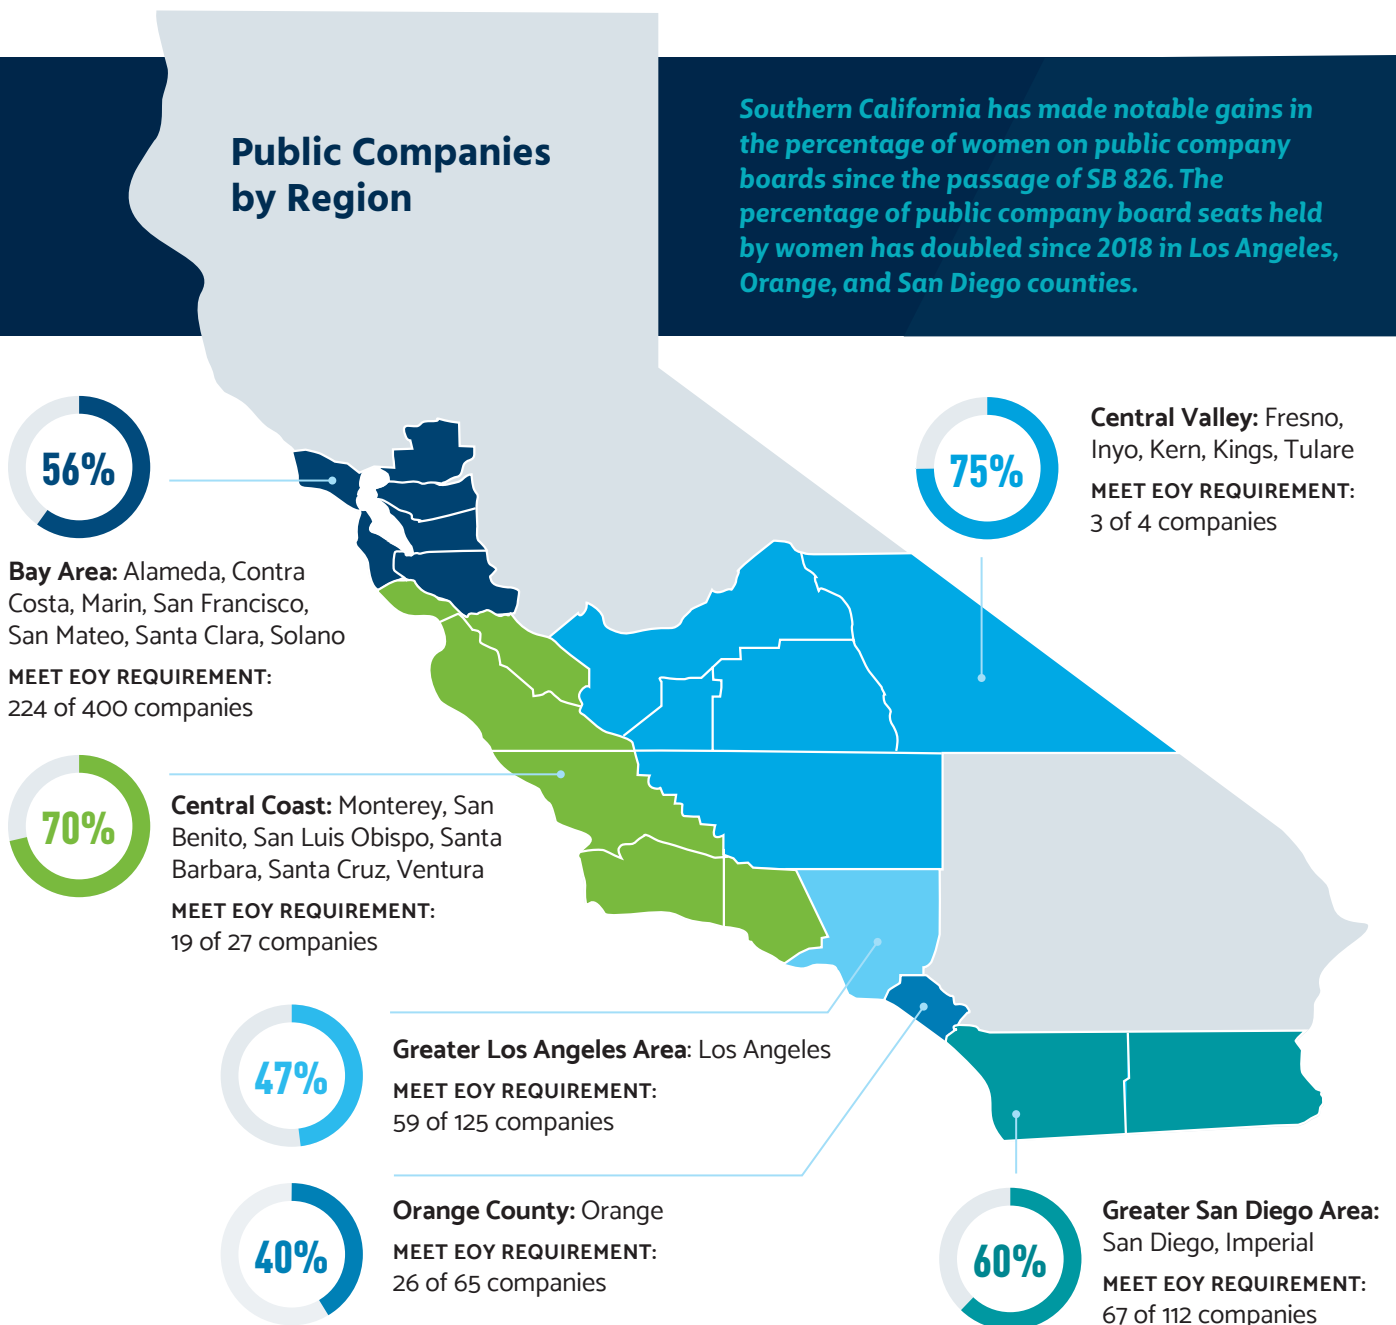 Public Companies
by Region
Southern California has made notable gains in
the percentage of women on public company
boards since the passage of SB 826. The
percentage of public company board seats held
by women has doubled since 2018 in Los Angeles,
Orange, and San Diego counties.
56%
Bay Area: Alameda, Contra
Costa, Marin, San Francisco,
San Mateo, Santa Clara, Solano
MEET EOY REQUIREMENT:
224 of 400 companies
75%
Central Valley: Fresno,
Inyo, Kern, Kings, Tulare
MEET EOY REQUIREMENT:
3 of 4 companies
70%
Central Coast: Monterey, San
Benito, San Luis Obispo, Santa
Barbara, Santa Cruz, Ventura
MEET EOY REQUIREMENT:
19 of 27 companies
47%
Greater Los Angeles Area: Los Angeles
MEET EOY REQUIREMENT:
59 of 125 companies
40%
Orange County: Orange
MEET EOY REQUIREMENT:
26 of 65 companies
60%
Greater San Diego Area:
San Diego, Imperial
MEET EOY REQUIREMENT:
67 of 112 companies